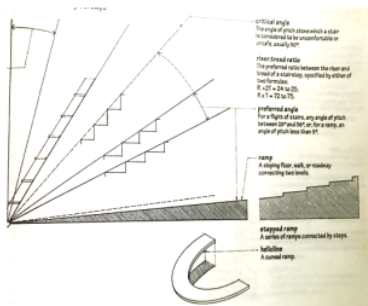 critical angle
The angle of pitch above which a stair
is considered to be uncomfortable or
unsafe, usually 50°.
riser:tread ratio
The preferred ratio between the riser and
tread of a stairstep, specified by either of
two formulas:
R + 2T = 24 to 25;
R x T = 72 to 75.
preferred angle
For a flight of stairs, any angle of pitch
between 28° and 36°; or, for a ramp, an
angle of pitch less than 5°.
ramp
A sloping floor, walk, or roadway
connecting two levels.
stepped ramp
A series of ramps connected by steps.
helicline
A curved ramp.